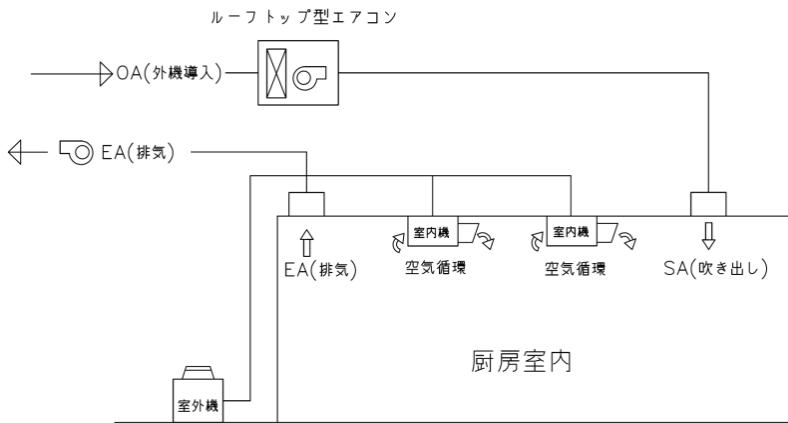 ルーフトップ型エアコン
OA(外機導入)
EA(排気)
室内機
室内機
EA(排気)
空気循環
空気循環
SA(吹き出し)
厨房室内
室外機